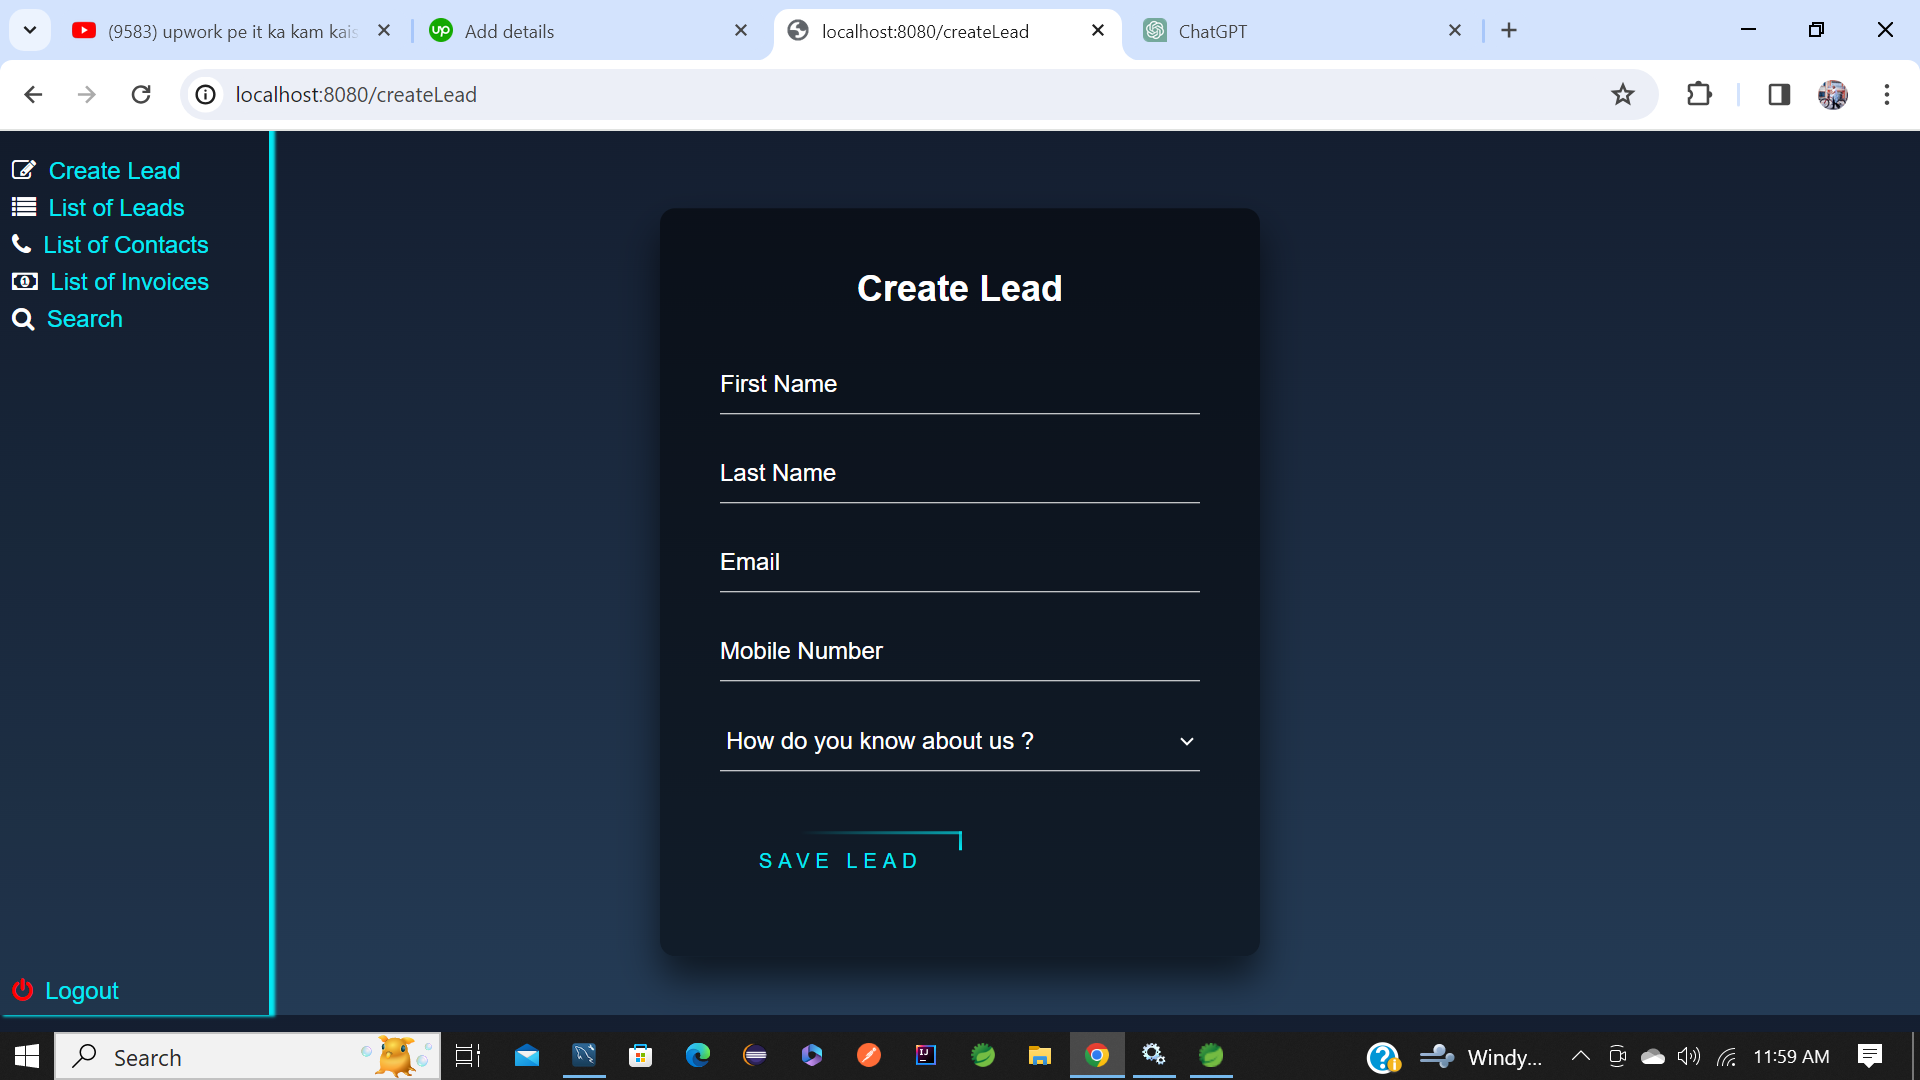 (9583) upwork pe it ka kam kais
Add details
localhost:8080/createLead
ChatGPT
localhost:8080/createLead
Create Lead
List of Leads
List of Contacts
List of Invoices
Search
Logout
Create Lead
First Name
Last Name
Email
Mobile Number
How do you know about us ?
SAVE LEAD
Search
Windy...
11:59 AM